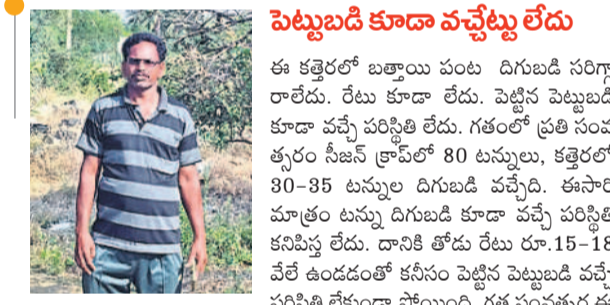 పెట్టుబడి కూడా వచ్చేట్టు లేదు
ఈ కత్తెరలో బత్తాయి పంట దిగుబడి సరిగ్గా
రాలేదు. రేటు కూడా లేదు. పెట్టిన పెట్టుబడి
కూడా వచ్చే పరిస్థితి లేదు. గతంలో ప్రతి సంవ
త్సరం సీజన్ క్రాప్‌లో 80 టన్నులు, కత్తెరలో
30-35 టన్నుల దిగుబడి వచ్చేది. ఈసారి
మాత్రం టన్ను దిగుబడి కూడా వచ్చే పరిస్థితి
కనిపిస్త లేదు. దానికి తోడు రేటు రూ.15-18
వేలే ఉండడంతో కనీసం పెట్టిన పెట్టుబడి వచ్చే